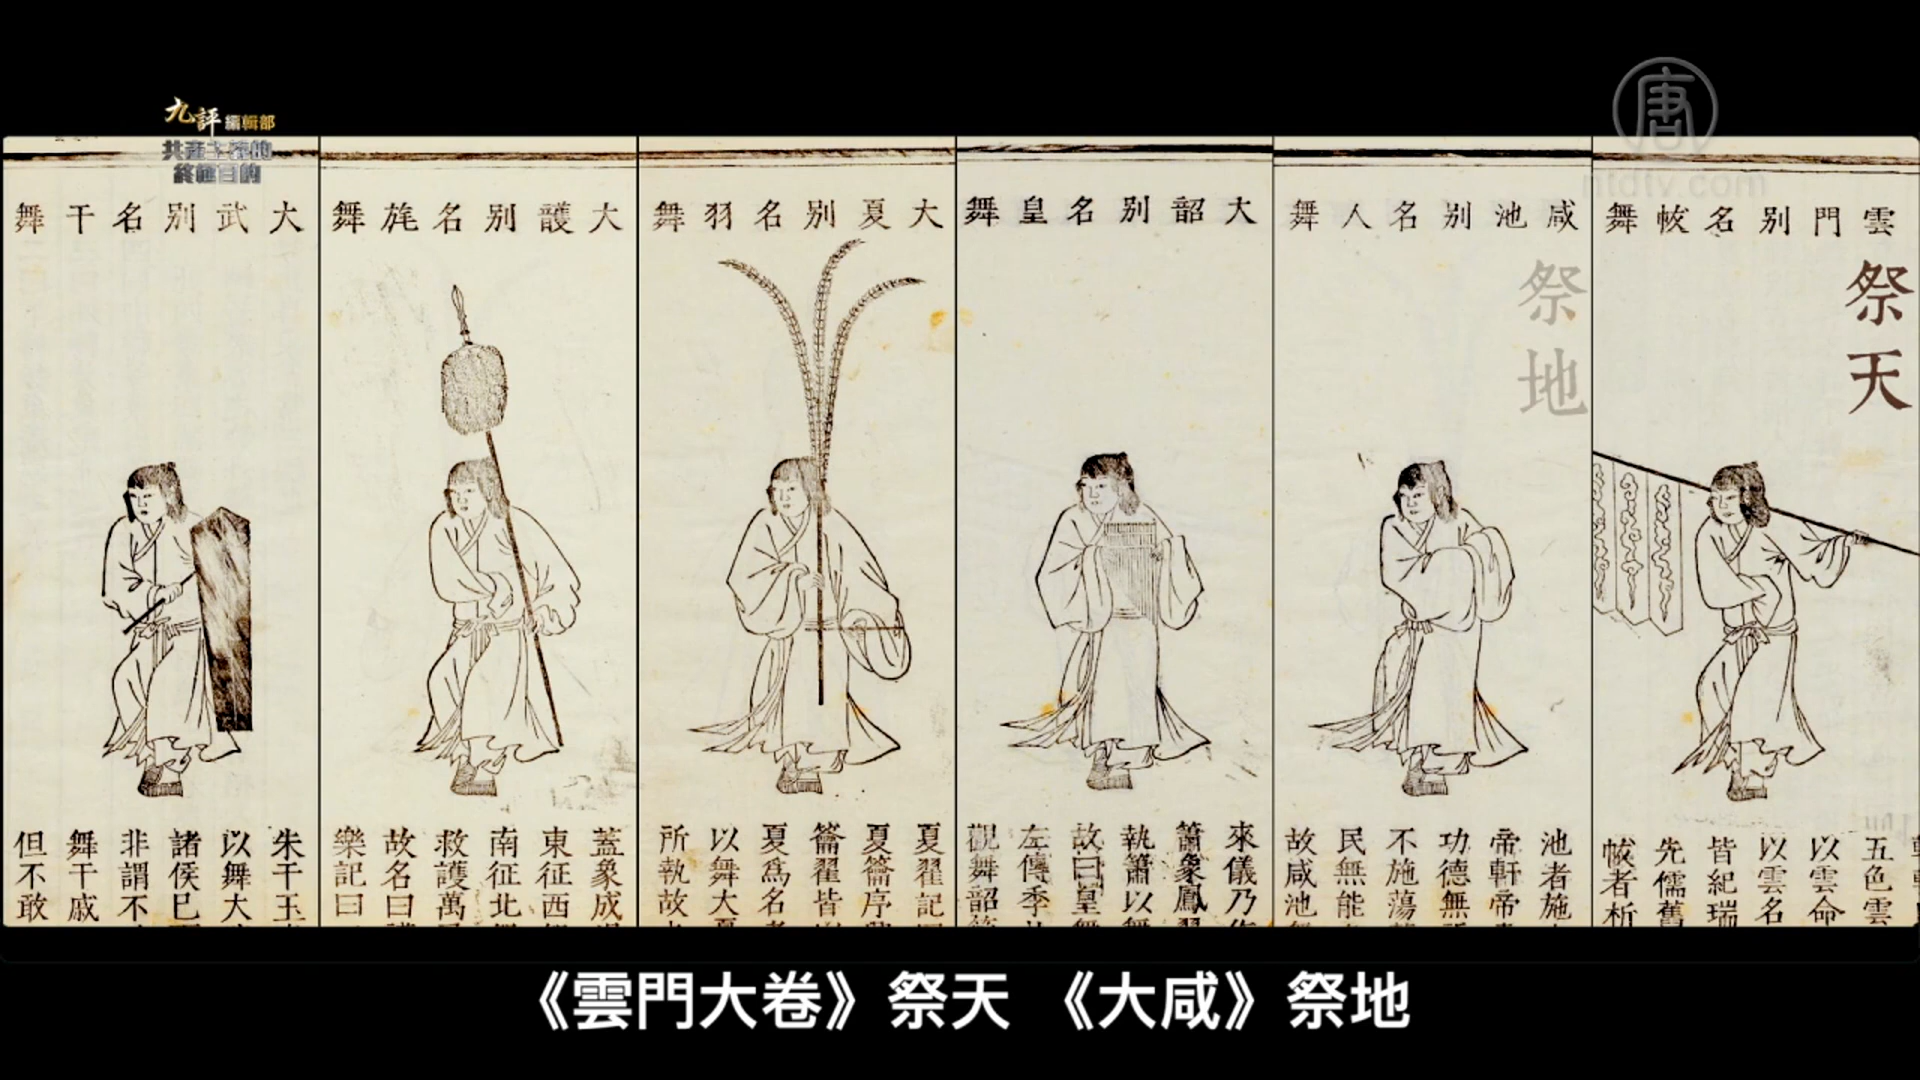 九評編輯部
共產主義的
終極目的
唐
ntdtv.com
雲門別名帗舞
咸池別名人舞
大韶別名皇舞
大夏別名羽舞
大護別名旄舞
大武別名干舞
祭天
祭地
五色雲
以雲命
以雲名
皆紀瑞
先儒舊
帗者析
池者施
帝軒帝
功德無
不施蕩
民無能
故咸池
來儀乃作
簫象鳳翼
執簫以舞
故曰皇舞
左傳季
觀舞韶箾
夏翟記
夏籥序
籥翟皆
夏為名者
以舞大夏
所執故
蓋象成湯
東征西
南征北
救護萬民
故名曰護
樂記曰
朱干玉
以舞大
諸侯巳
非謂不
舞干戚
但不敢
《雲門大卷》祭天 《大咸》祭地